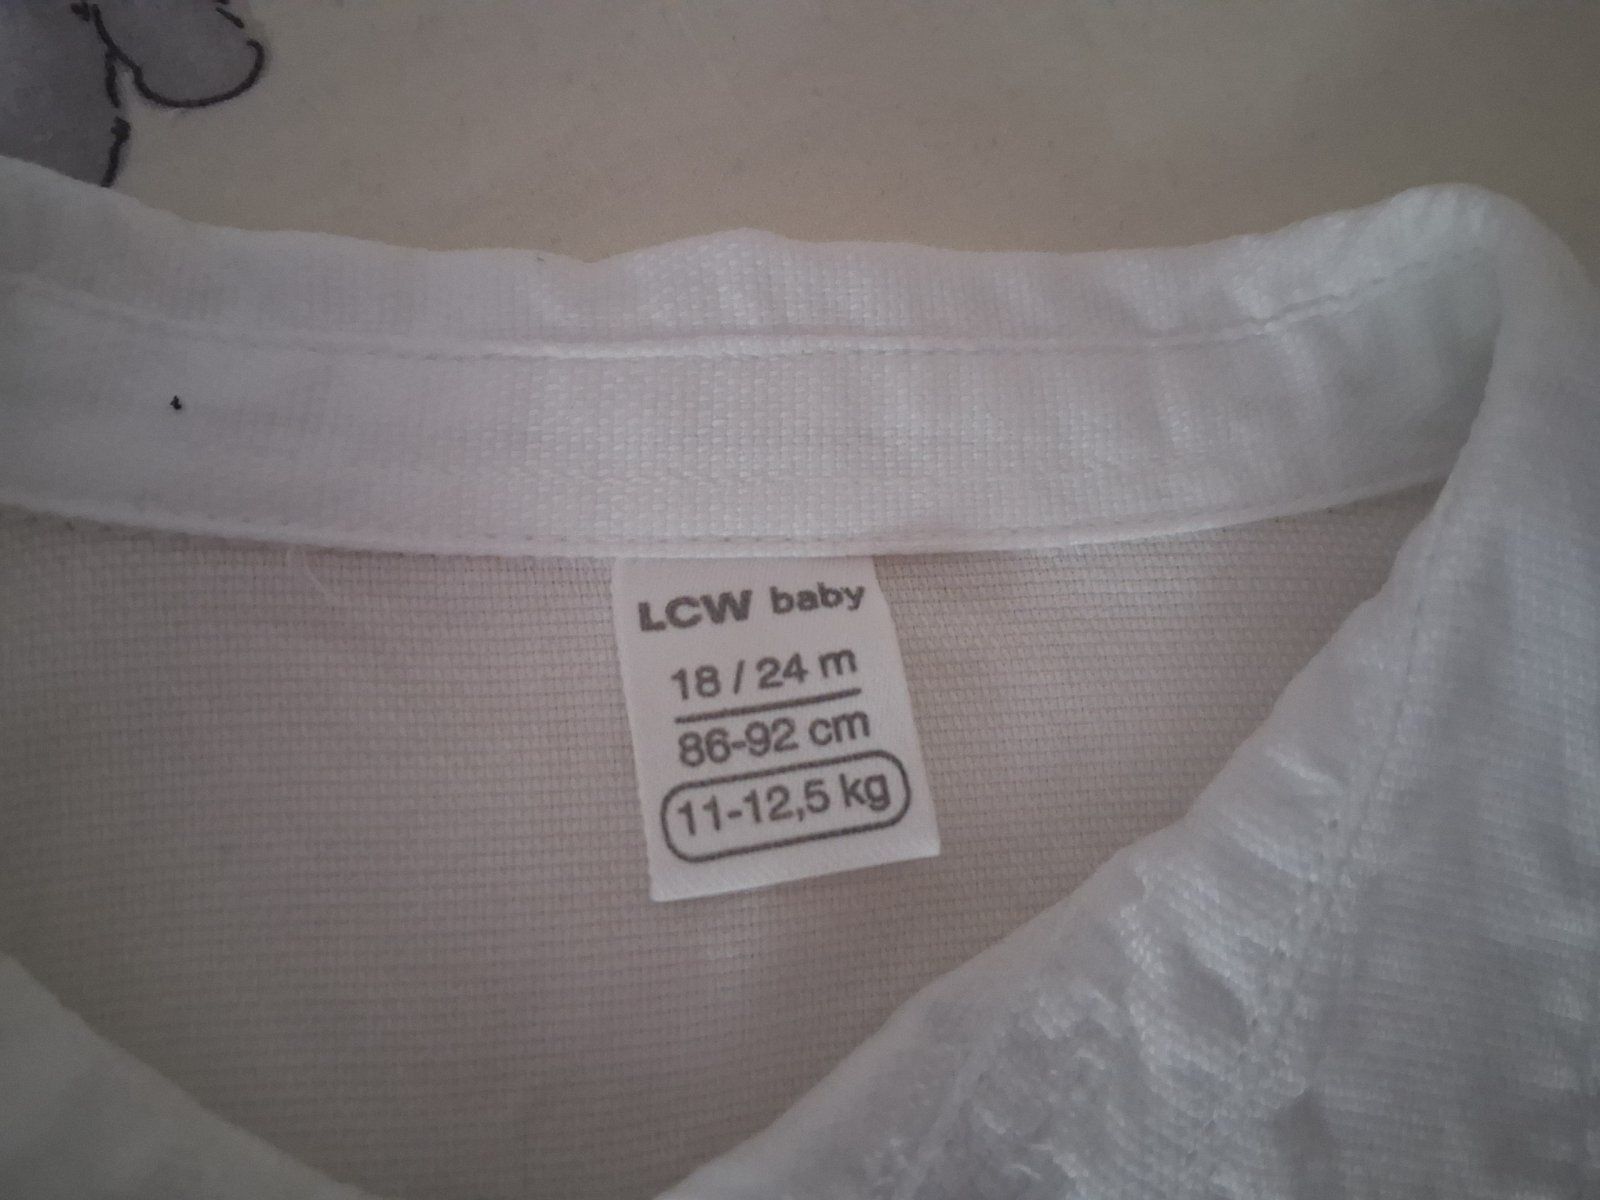 LCW baby
18 / 24 m
86-92 cm
11-12,5 kg